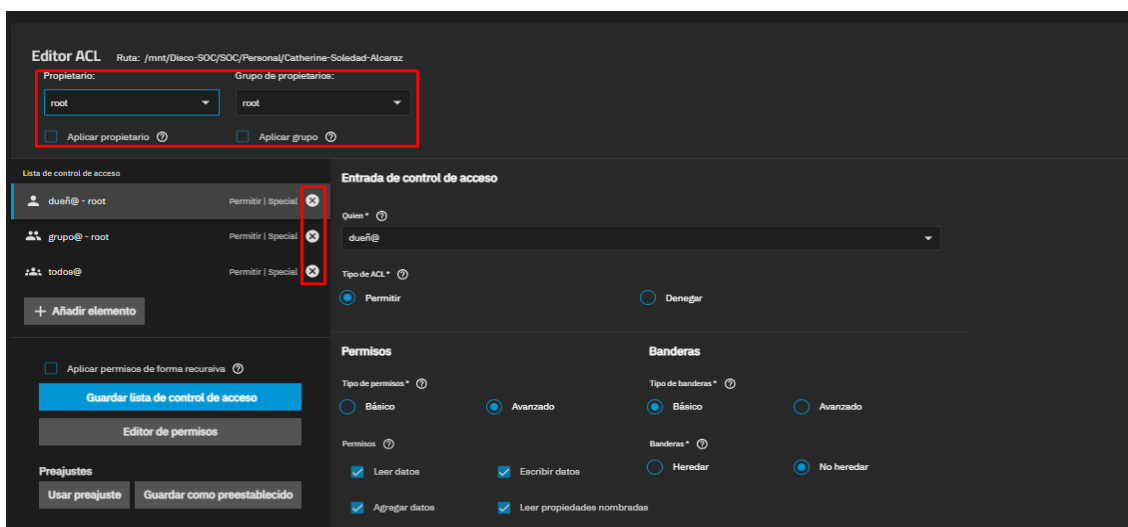 Editor ACL Ruta: /mnt/Disco-SOC/SOC/Personal/Catherine-Soledad-Alcaraz
Propietario: Grupo de propietarios:
root root
Aplicar propietario Aplicar grupo
Lista de control de acceso
Entrada de control de acceso
dueñ@ - root Permitir | Special
Quien *
grupo@ - root Permitir | Special
dueñ@
todos@ Permitir | Special
Tipo de ACL *
Permitir Denegar
+ Añadir elemento
Permisos Banderas
Aplicar permisos de forma recursiva
Tipo de permisos * Tipo de banderas *
Guardar lista de control de acceso
Básico Avanzado Básico Avanzado
Editor de permisos
Permisos Banderas *
Preajustes
Leer datos Escribir datos Heredar No heredar
Usar preajuste Guardar como preestablecido
Agregar datos Leer propiedades nombradas